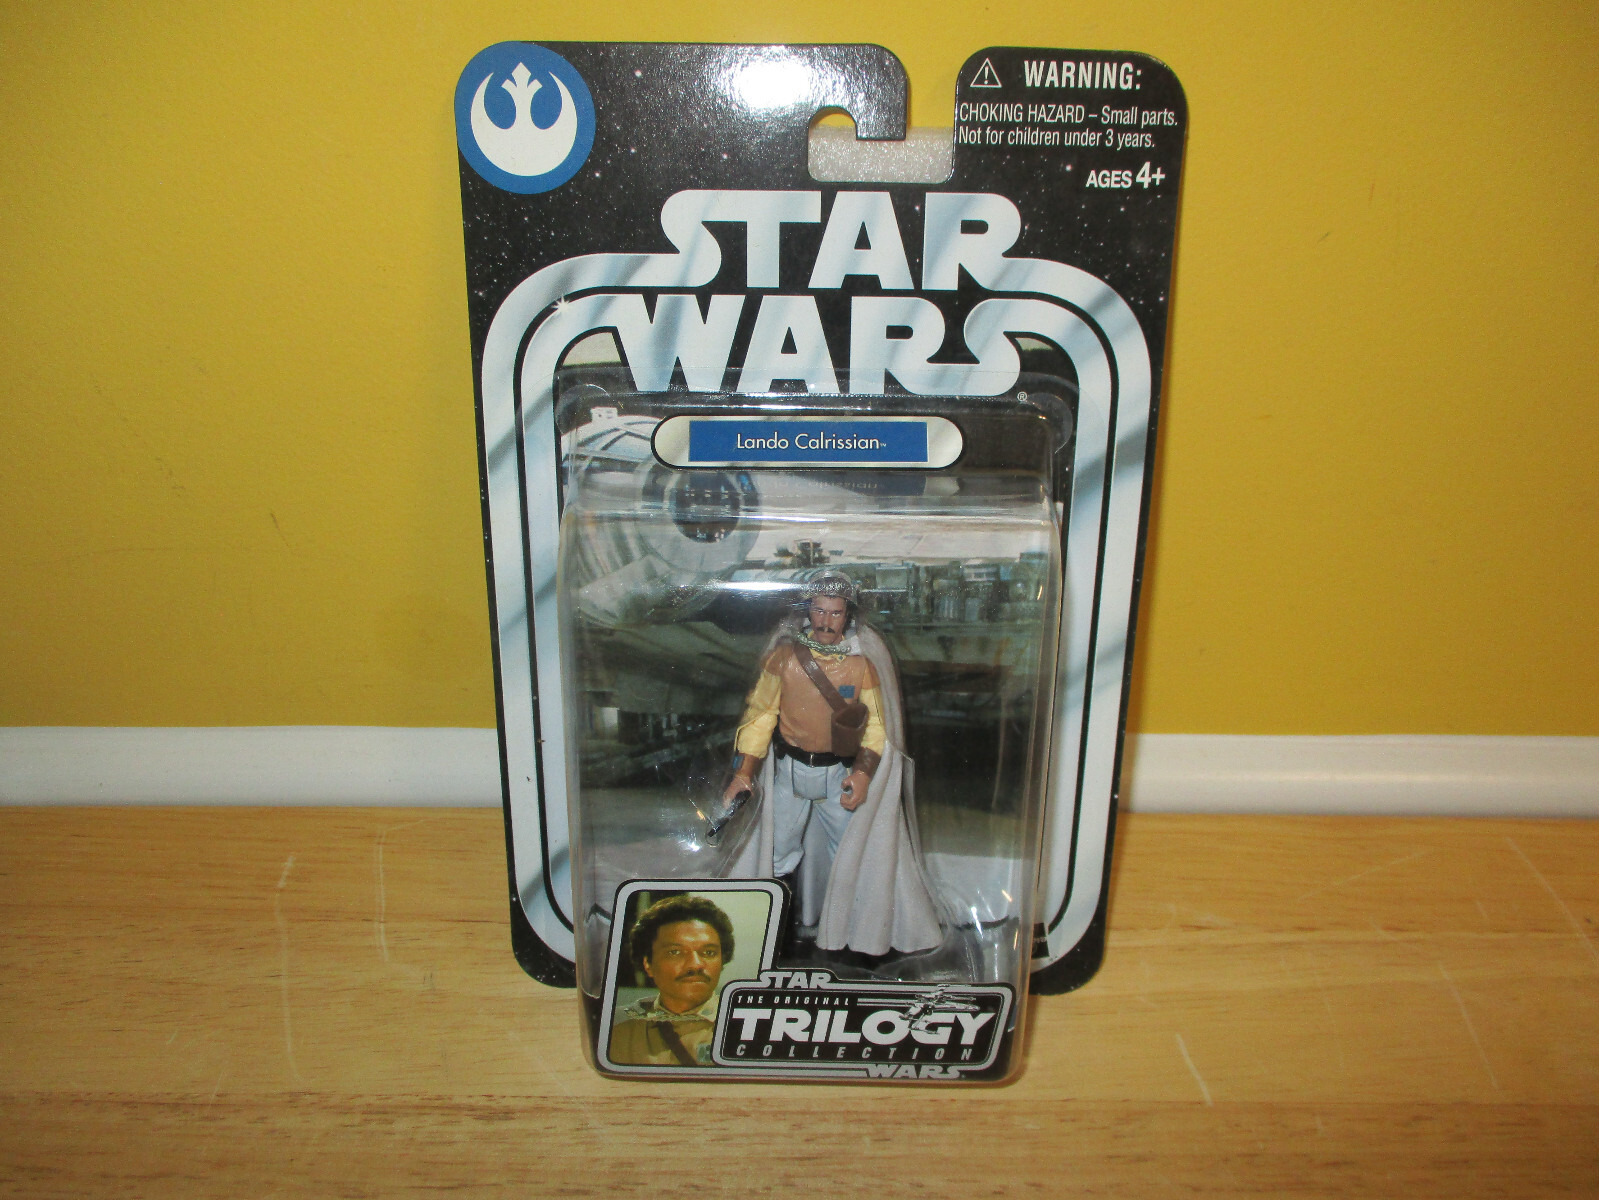 WARNING:
CHOKING HAZARD – Small parts.
Not for children under 3 years.
AGES 4+
STAR
WARS®
Lando Calrissian™
STAR
THE ORIGINAL
TRILOGY
COLLECTION
WARS